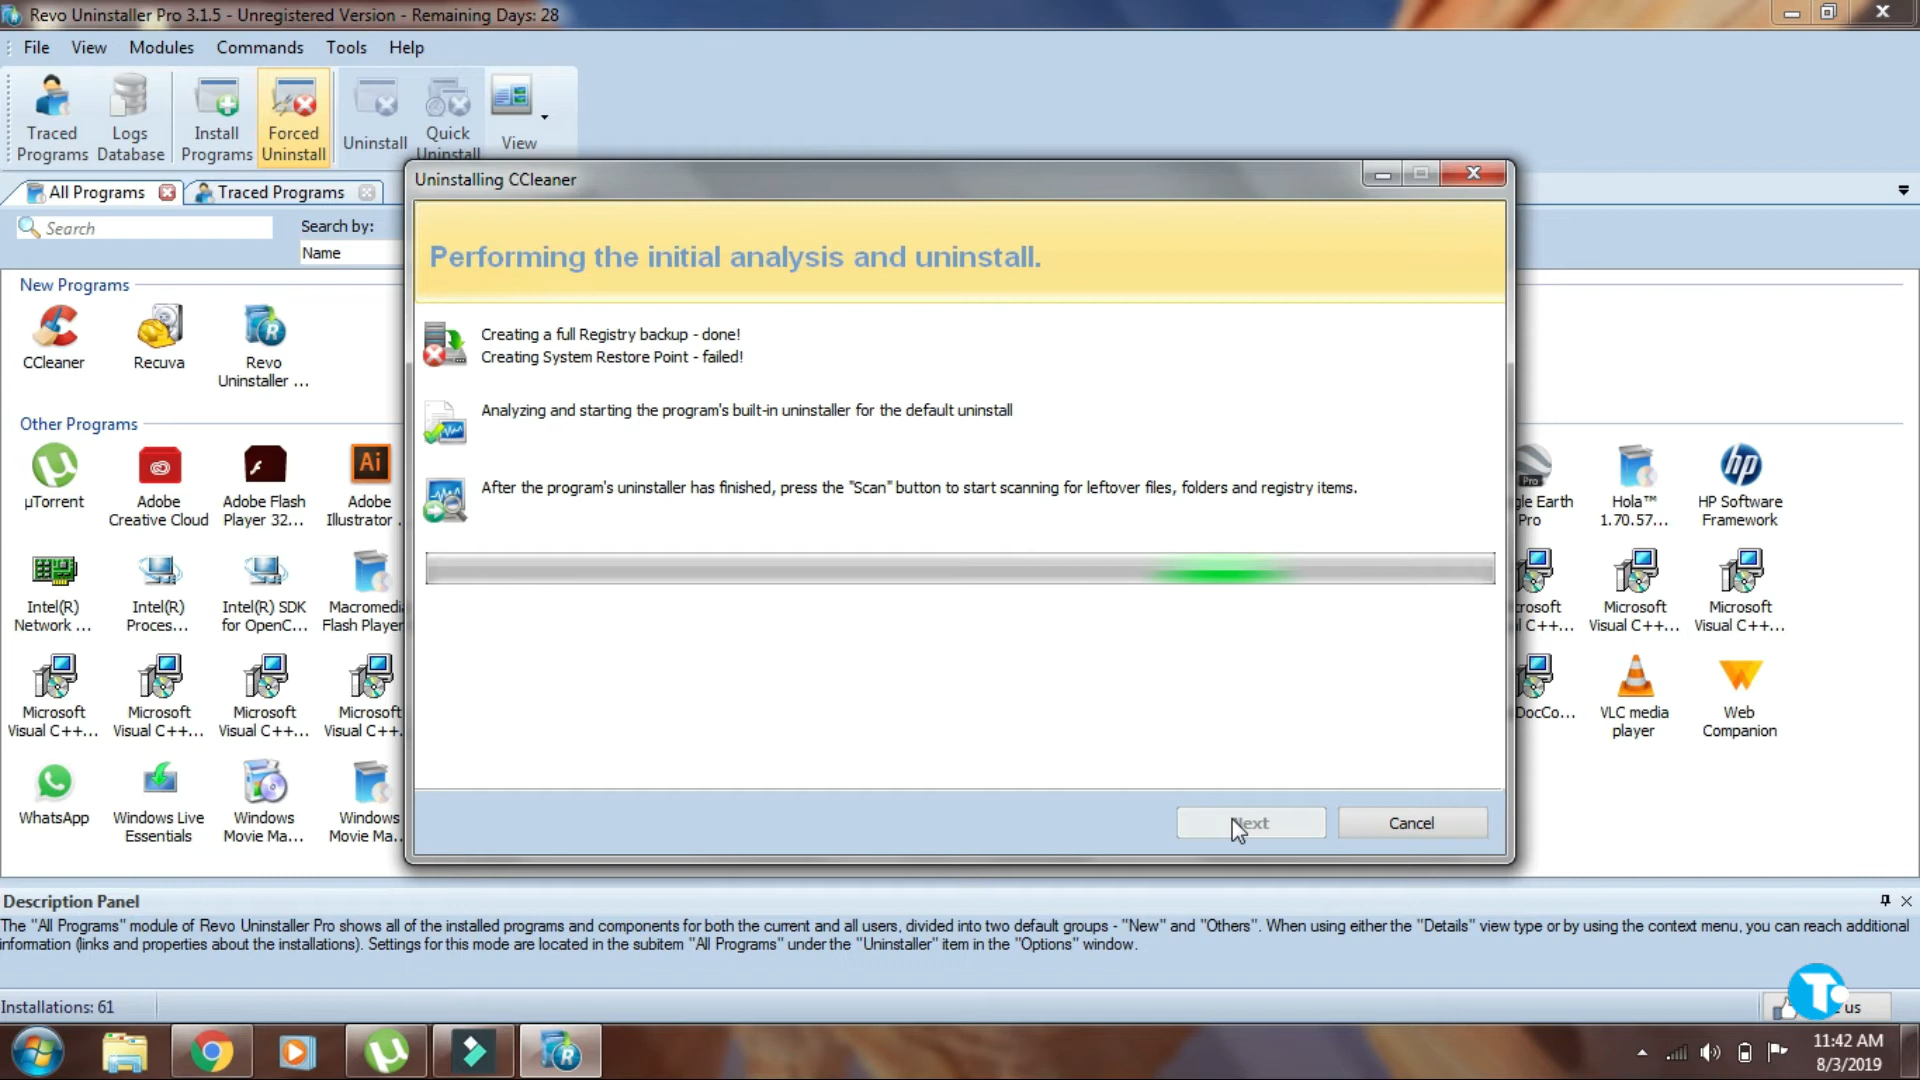 Revo Uninstaller Pro 3.1.5 - Unregistered Version - Remaining Days: 28
File View Modules Commands Tools Help
Traced Programs
Logs Database
Install Programs
Forced Uninstall
Uninstall
Quick Uninstall
View
All Programs
Traced Programs
Search
Search by:
Name
Uninstalling CCleaner
Performing the initial analysis and uninstall.
Creating a full Registry backup - done!
Creating System Restore Point - failed!
Analyzing and starting the program's built-in uninstaller for the default uninstall
After the program's uninstaller has finished, press the "Scan" button to start scanning for leftover files, folders and registry items.
Next
Cancel
New Programs
CCleaner
Recuva
Revo
Uninstaller ...
Other Programs
µTorrent
Adobe
Creative Cloud
Adobe Flash
Player 32...
Adobe
Illustrator .
gle Earth
Pro
Pro
Hola™
1.70.57...
hp
HP Software
Framework
Intel(R)
Network ...
Intel(R)
Proces...
Intel(R) SDK
for OpenC...
Macromedi
Flash Player
crosoft
l C++...
Microsoft
Visual C++...
Microsoft
Visual C++...
Microsoft
Visual C++...
Microsoft
Visual C++...
Microsoft
Visual C++...
Microsoft
Visual C++.
DocCo...
VLC media
player
Web
Companion
WhatsApp
Windows Live
Essentials
Windows
Movie Ma...
Windows
Movie Ma..
Description Panel
The "All Programs" module of Revo Uninstaller Pro shows all of the installed programs and components for both the current and all users, divided into two default groups - "New" and "Others". When using either the "Details" view type or by using the context menu, you can reach additional
information (links and properties about the installations). Settings for this mode are located in the subitem "All Programs" under the "Uninstaller" item in the "Options" window.
Installations: 61
us
11:42 AM
8/3/2019